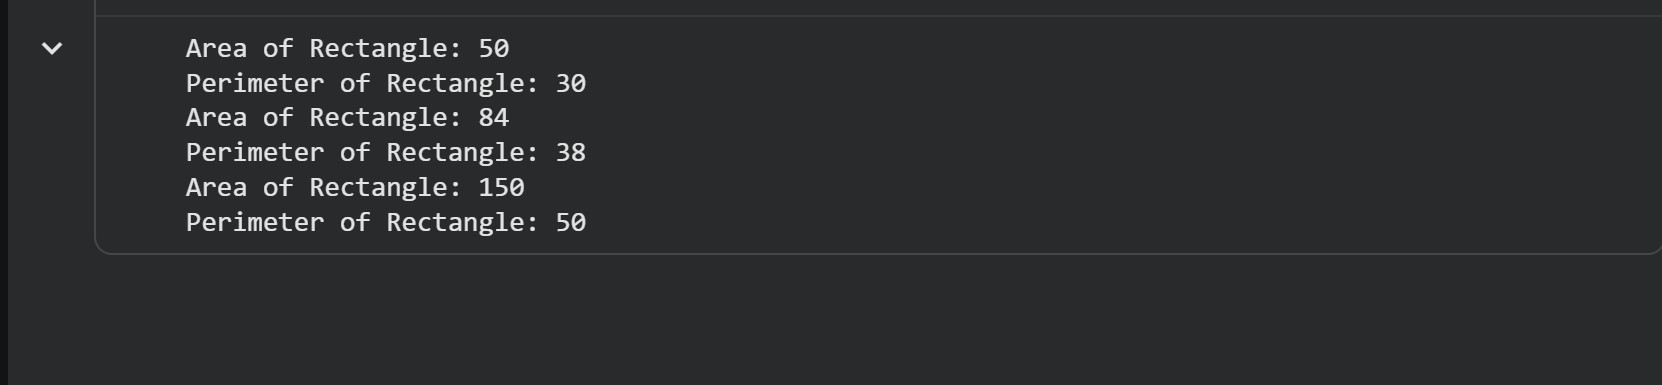 Area of Rectangle: 50
Perimeter of Rectangle: 30
Area of Rectangle: 84
Perimeter of Rectangle: 38
Area of Rectangle: 150
Perimeter of Rectangle: 50